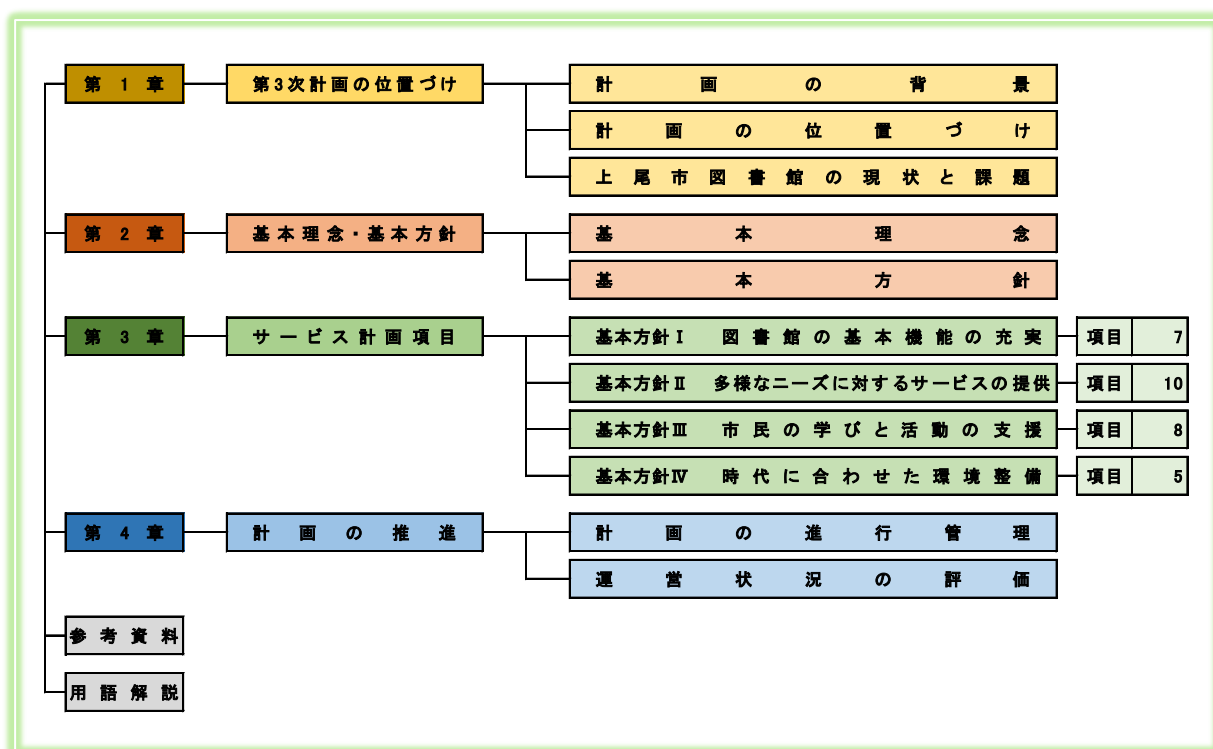 第1章 第3次計画の位置づけ 計画の背景
計画の位置づけ
上尾市図書館の現状と課題
第2章 基本理念・基本方針 基本理念
基本方針
第3章 サービス計画項目 基本方針Ⅰ 図書館の基本機能の充実 項目 7
基本方針Ⅱ 多様なニーズに対するサービスの提供 項目 10
基本方針Ⅲ 市民の学びと活動の支援 項目 8
基本方針Ⅳ 時代に合わせた環境整備 項目 5
第4章 計画の推進 計画の進行管理
運営状況の評価
参考資料
用語解説